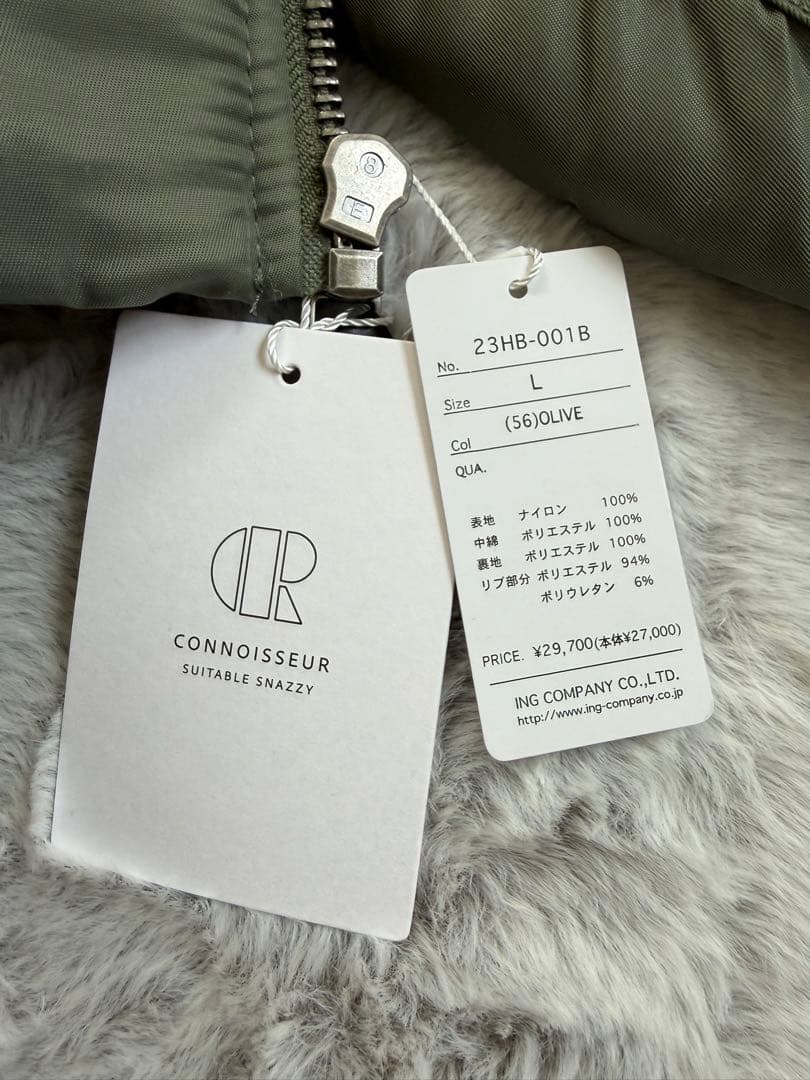 8
CONNOISSEUR
SUITABLE SNAZZY
No. 23HB-001B
Size L
Col (56)OLIVE
QUA.
表地 ナイロン 100%
中綿 ポリエステル 100%
裏地 ポリエステル 100%
リブ部分 ポリエステル 94%
ポリウレタン 6%
PRICE. ¥29,700(本体¥27,000)
ING COMPANY CO.,LTD.
http://www.ing-company.co.jp